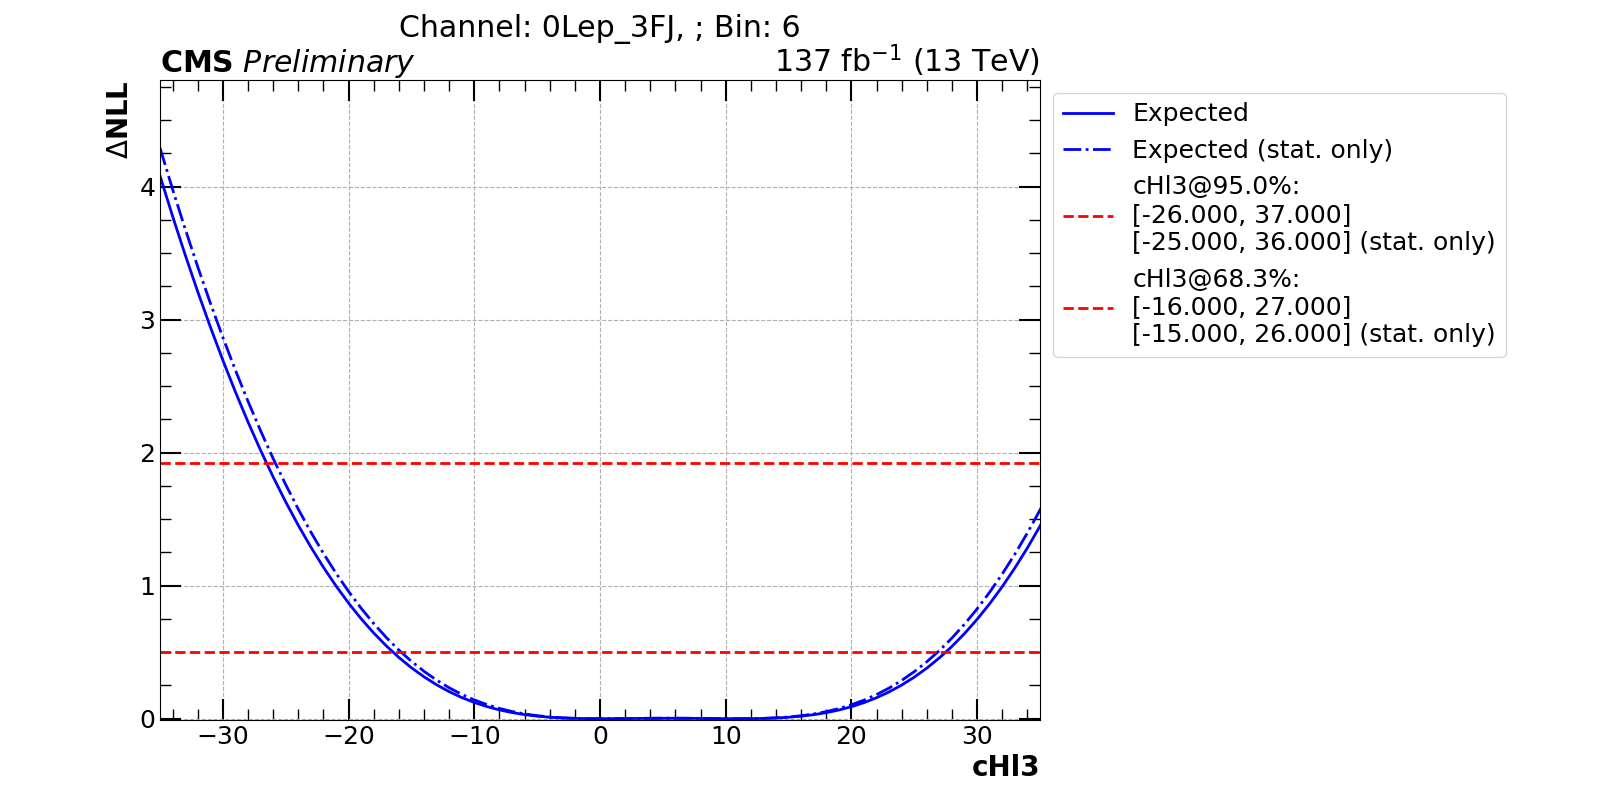 Channel: 0Lep_3FJ, ; Bin: 6
CMS Preliminary
137 fb⁻¹ (13 TeV)
ΔNLL
4
3
2
1
0
−30
−20
−10
0
10
20
30
cHl3
Expected
Expected (stat. only)
cHl3@95.0%:
[-26.000, 37.000]
[-25.000, 36.000] (stat. only)
cHl3@68.3%:
[-16.000, 27.000]
[-15.000, 26.000] (stat. only)